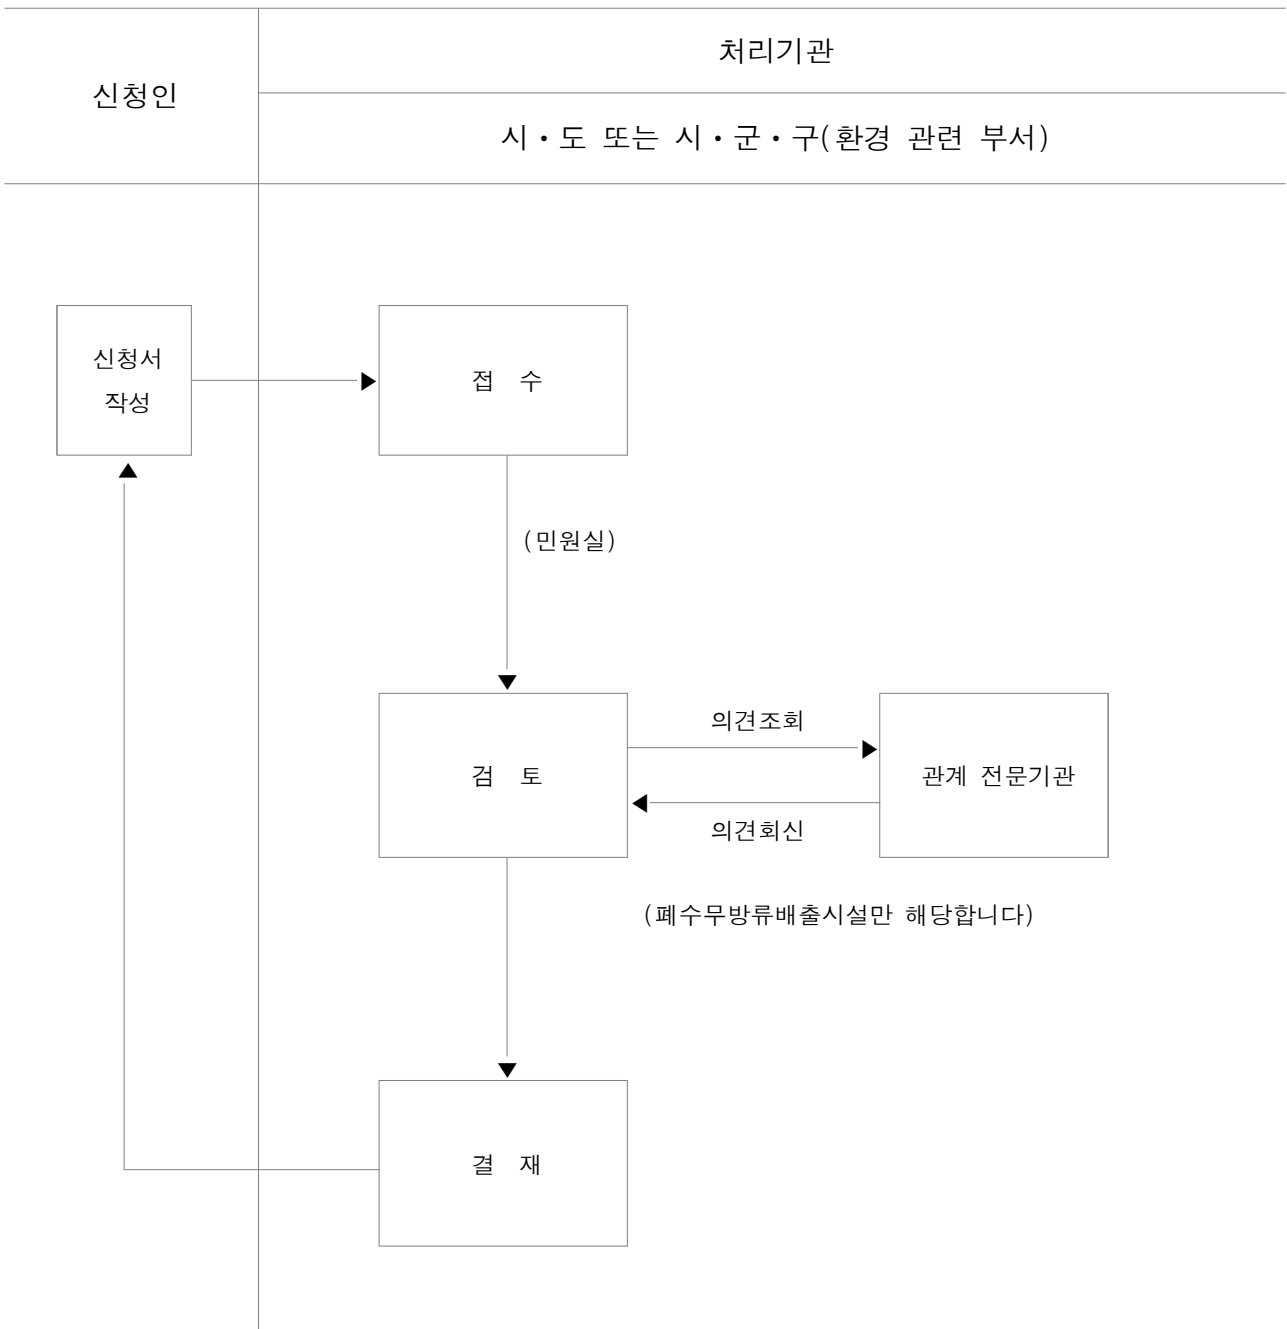 처리기관
신청인
시·도 또는 시·군·구(환경 관련 부서)
신청서
작성
접 수
(민원실)
의견조회
검 토
관계 전문기관
의견회신
(폐수무방류배출시설만 해당합니다)
결 재